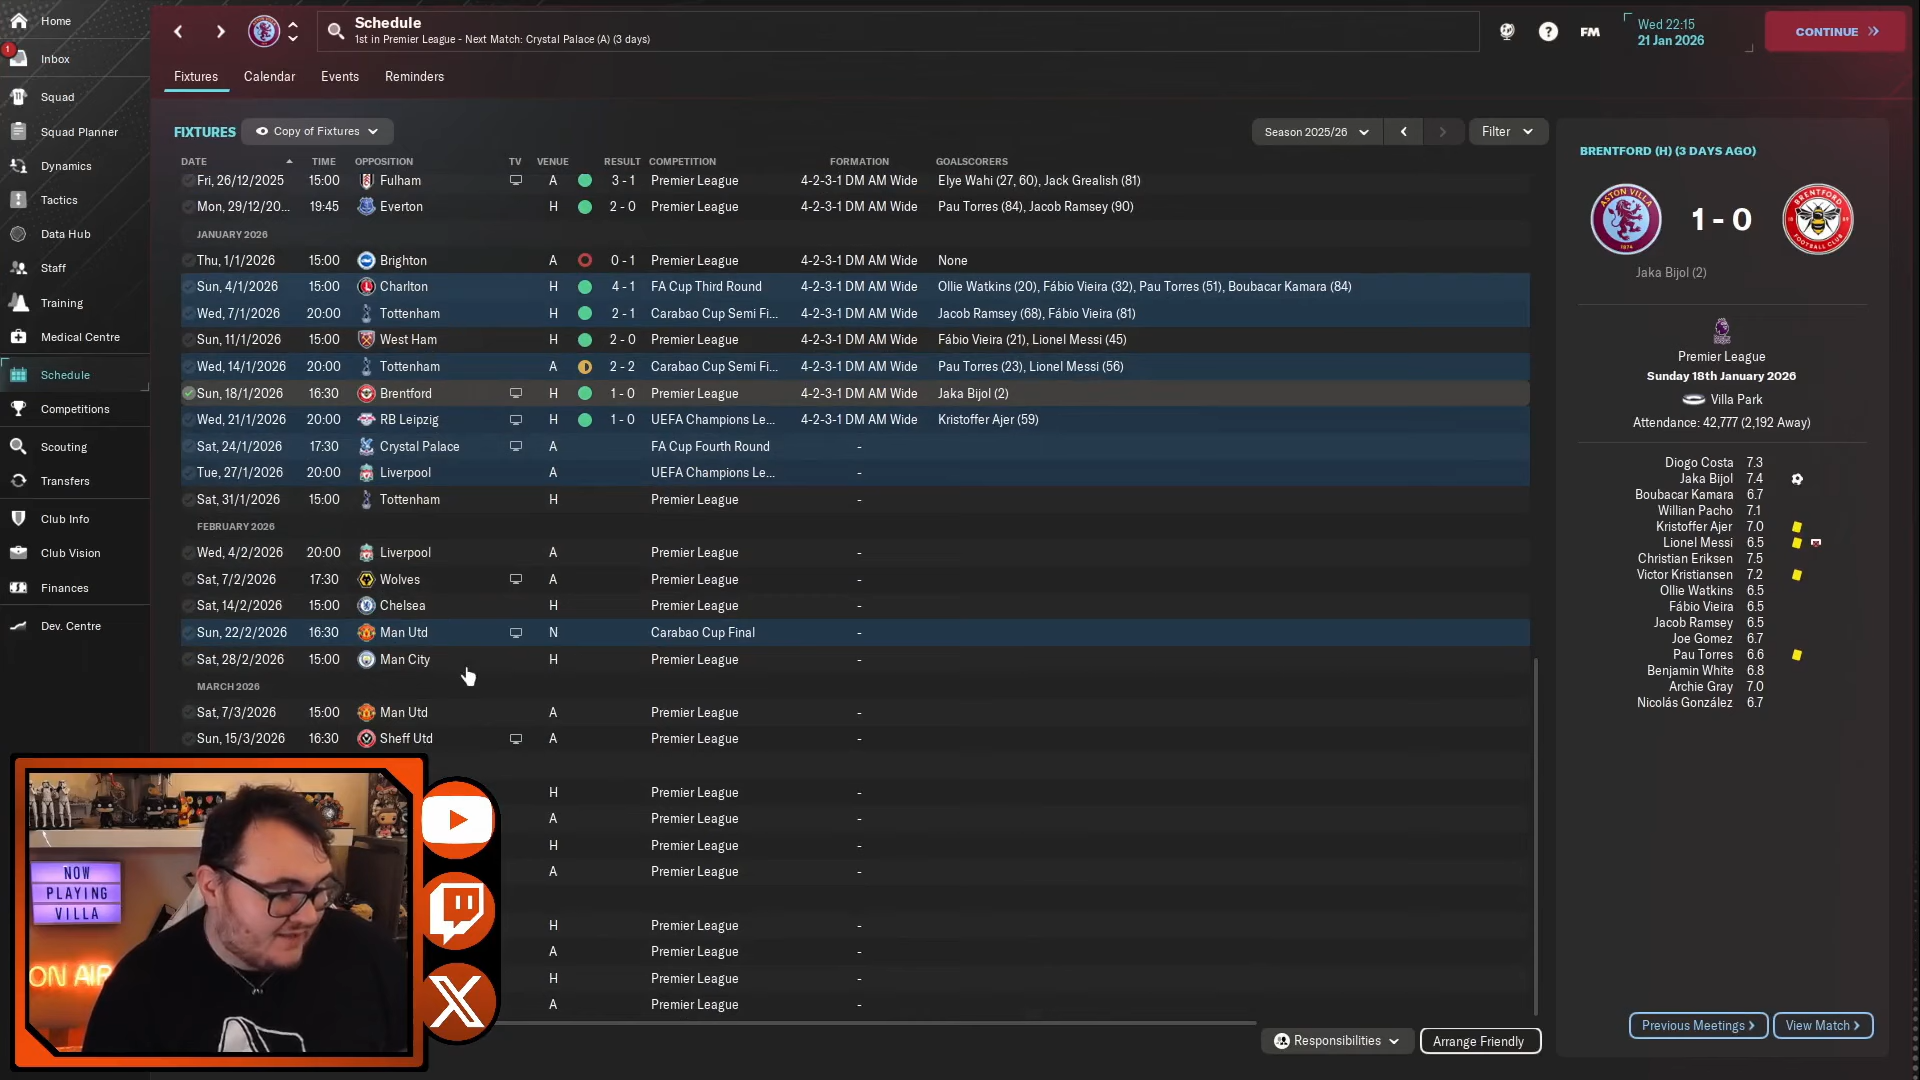 Home
Inbox
1
Squad
Squad Planner
Dynamics
Tactics
Data Hub
Staff
Training
Medical Centre
Schedule
Competitions
Scouting
Transfers
Club Info
Club Vision
Finances
Dev. Centre
Schedule
1st in Premier League - Next Match: Crystal Palace (A) (3 days)
FM
Wed 22:15
21 Jan 2026
CONTINUE
Fixtures Calendar Events Reminders
FIXTURES Copy of Fixtures Season 2025/26 Filter
DATE TIME OPPOSITION TV VENUE RESULT COMPETITION FORMATION GOALSCORERS
Fri, 26/12/2025 15:00 Fulham A 3 - 1 Premier League 4-2-3-1 DM AM Wide Elye Wahi (27, 60), Jack Grealish (81)
Mon, 29/12/20... 19:45 Everton H 2 - 0 Premier League 4-2-3-1 DM AM Wide Pau Torres (84), Jacob Ramsey (90)
JANUARY 2026
Thu, 1/1/2026 15:00 Brighton A 0 - 1 Premier League 4-2-3-1 DM AM Wide None
Sun, 4/1/2026 15:00 Charlton H 4 - 1 FA Cup Third Round 4-2-3-1 DM AM Wide Ollie Watkins (20), Fábio Vieira (32), Pau Torres (51), Boubacar Kamara (84)
Wed, 7/1/2026 20:00 Tottenham H 2 - 1 Carabao Cup Semi Fi... 4-2-3-1 DM AM Wide Jacob Ramsey (68), Fábio Vieira (81)
Sun, 11/1/2026 15:00 West Ham H 2 - 0 Premier League 4-2-3-1 DM AM Wide Fábio Vieira (21), Lionel Messi (45)
Wed, 14/1/2026 20:00 Tottenham A 2 - 2 Carabao Cup Semi Fi... 4-2-3-1 DM AM Wide Pau Torres (23), Lionel Messi (56)
Sun, 18/1/2026 16:30 Brentford H 1 - 0 Premier League 4-2-3-1 DM AM Wide Jaka Bijol (2)
Wed, 21/1/2026 20:00 RB Leipzig H 1 - 0 UEFA Champions Le... 4-2-3-1 DM AM Wide Kristoffer Ajer (59)
Sat, 24/1/2026 17:30 Crystal Palace A FA Cup Fourth Round -
Tue, 27/1/2026 20:00 Liverpool A UEFA Champions Le... -
Sat, 31/1/2026 15:00 Tottenham H Premier League -
FEBRUARY 2026
Wed, 4/2/2026 20:00 Liverpool A Premier League -
Sat, 7/2/2026 17:30 Wolves A Premier League -
Sat, 14/2/2026 15:00 Chelsea H Premier League -
Sun, 22/2/2026 16:30 Man Utd N Carabao Cup Final -
Sat, 28/2/2026 15:00 Man City H Premier League -
MARCH 2026
Sat, 7/3/2026 15:00 Man Utd A Premier League -
Sun, 15/3/2026 16:30 Sheff Utd A Premier League -
H Premier League -
A Premier League -
H Premier League -
A Premier League -
H Premier League -
A Premier League -
H Premier League -
A Premier League -
Responsibilities Arrange Friendly
BRENTFORD (H) (3 DAYS AGO)
ASTON VILLA
1874
1 - 0
BRENTFORD
FOOTBALL CLUB
Jaka Bijol (2)
Premier League
Sunday 18th January 2026
Villa Park
Attendance: 42,777 (2,192 Away)
Diogo Costa 7.3
Jaka Bijol 7.4
Boubacar Kamara 6.7
Willian Pacho 7.1
Kristoffer Ajer 7.0
Lionel Messi 6.5
Christian Eriksen 7.5
Victor Kristiansen 7.2
Ollie Watkins 6.5
Fábio Vieira 6.5
Jacob Ramsey 6.5
Joe Gomez 6.7
Pau Torres 6.6
Benjamin White 6.8
Archie Gray 7.0
Nicolás González 6.7
Previous Meetings View Match
NOW
PLAYING
VILLA
ON AIR